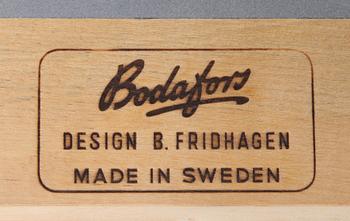 Bodafors
DESIGN B. FRIDHAGEN
MADE IN SWEDEN